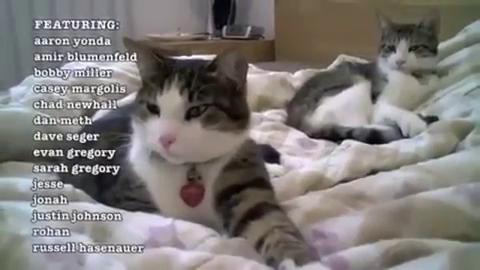 FEATURING:
aaron yonda
amir blumenfeld
bobby miller
casey margolis
chad newhall
dan meth
dave seger
evan gregory
sarah gregory
jesse
jonah
justin johnson
rohan
russell hasenauer